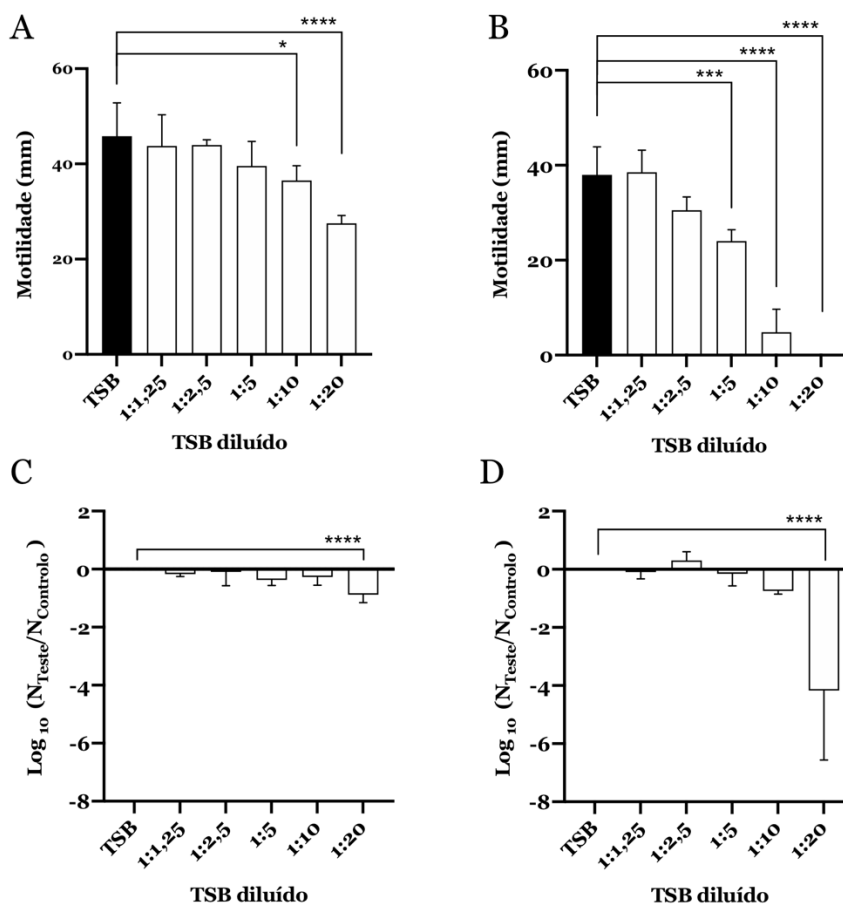 A
****
*
60
40
20
0
Motilidade (mm)
TSB
1:1,25
1:2,5
1:5
1:10
1:20
TSB diluído
B
****
****
***
60
40
20
0
Motilidade (mm)
TSB
1:1,25
1:2,5
1:5
1:10
1:20
TSB diluído
C
****
2
0
-2
-4
-6
-8
Log 10 (NTeste/NControlo)
TSB
1:1,25
1:2,5
1:5
1:10
1:20
TSB diluído
D
****
2
0
-2
-4
-6
-8
Log 10 (NTeste/NControlo)
TSB
1:1,25
1:2,5
1:5
1:10
1:20
TSB diluído